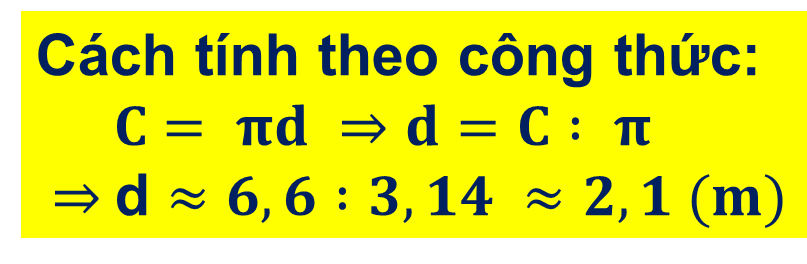 Cách tính theo công thức:
C = πd ⇒ d = C : π
⇒ d ≈ 6,6 : 3,14 ≈ 2,1 (m)